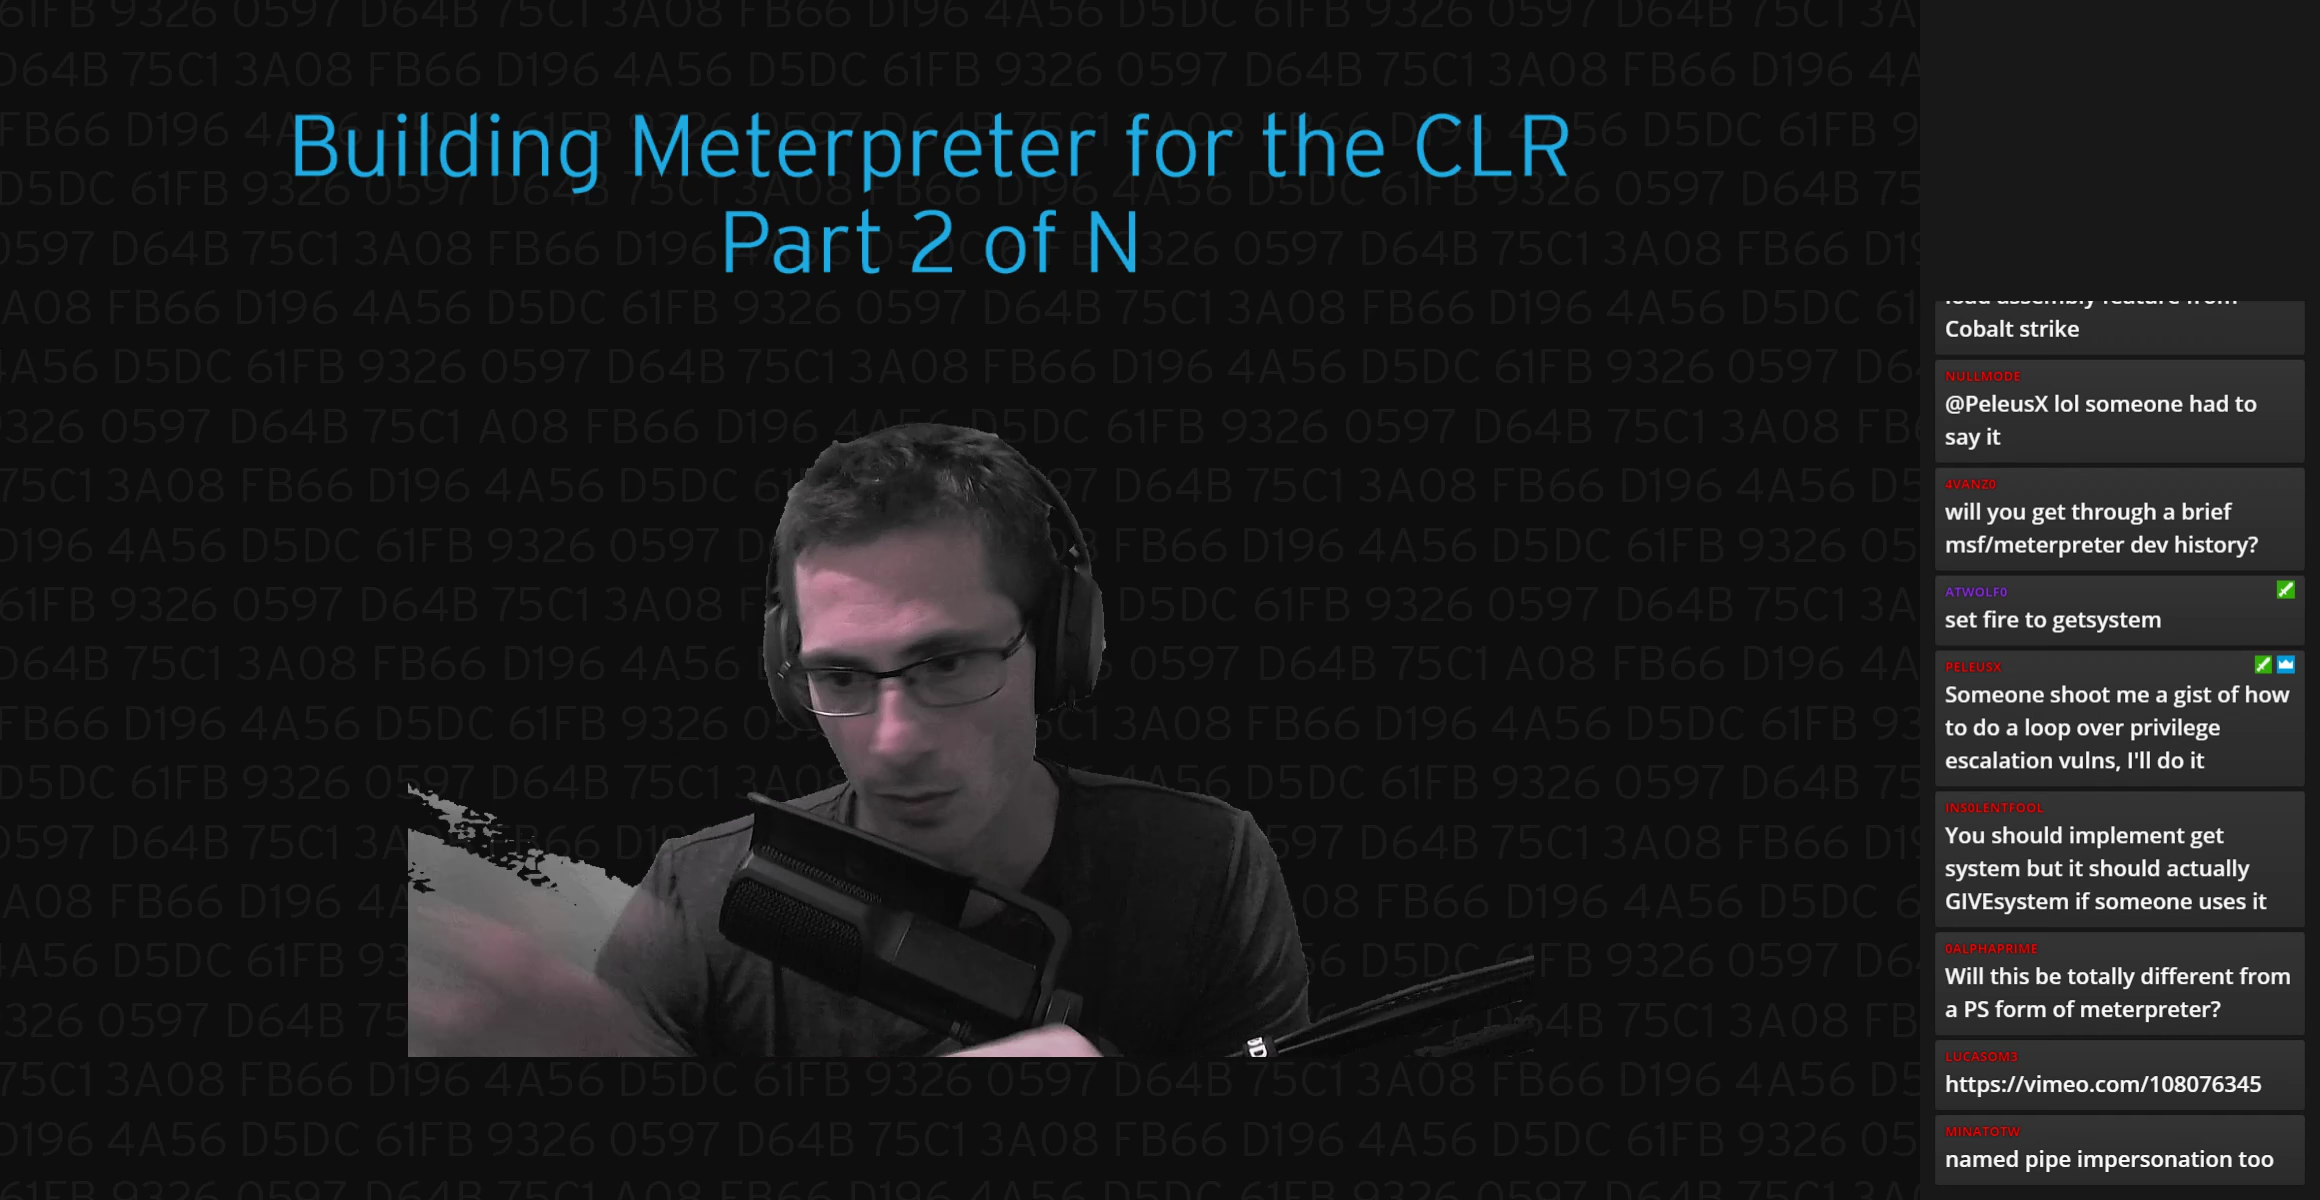 Building Meterpreter for the CLR
Part 2 of N
load assembly feature from
Cobalt strike
NULLMODE
@PeleusX lol someone had to
say it
4VANZ0
will you get through a brief
msf/meterpreter dev history?
ATWOLF0
set fire to getsystem
PELEUSX
Someone shoot me a gist of how
to do a loop over privilege
escalation vulns, I'll do it
INS0LENTFOOL
You should implement get
system but it should actually
GIVEsystem if someone uses it
0ALPHAPRIME
Will this be totally different from
a PS form of meterpreter?
LUCASOM3
https://vimeo.com/108076345
MINATOTW
named pipe impersonation too